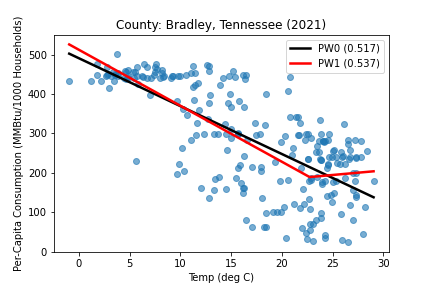 County: Bradley, Tennessee (2021)
PW0 (0.517)
PW1 (0.537)
Per-Capita Consumption (MMBtu/1000 Households)
500
400
300
200
100
0
0 5 10 15 20 25 30
Temp (deg C)